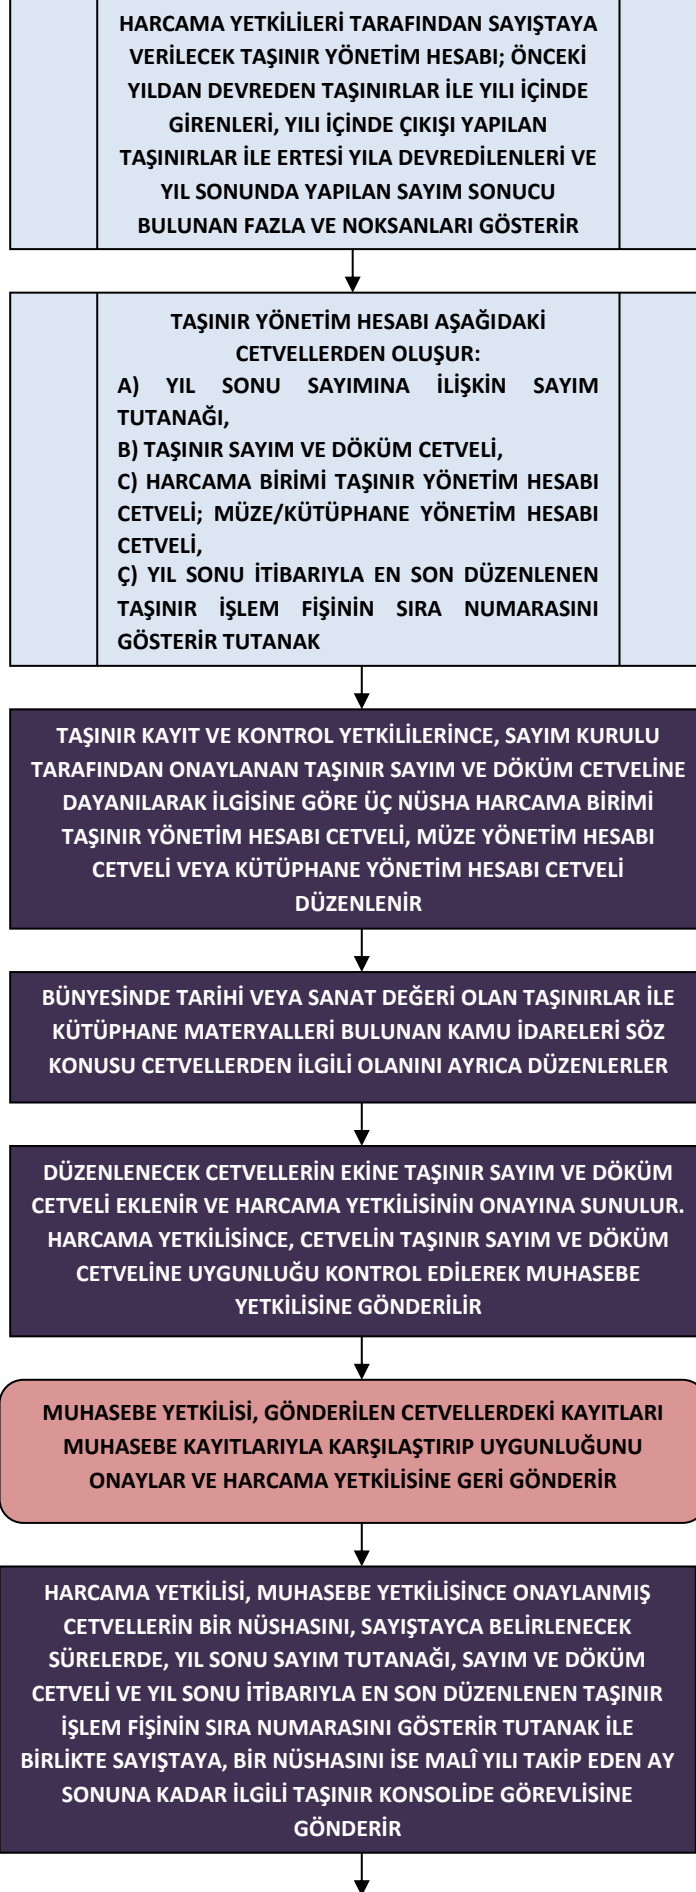 HARCAMA YETKİLİLERİ TARAFINDAN SAYIŞTAYA
VERİLECEK TAŞINIR YÖNETİM HESABI; ÖNCEKİ
YILDAN DEVREDEN TAŞINIRLAR İLE YILI İÇİNDE
GİRENLERİ, YILI İÇİNDE ÇIKIŞI YAPILAN
TAŞINIRLAR İLE ERTESİ YILA DEVREDİLENLERİ VE
YIL SONUNDA YAPILAN SAYIM SONUCU
BULUNAN FAZLA VE NOKSANLARI GÖSTERİR
TAŞINIR YÖNETİM HESABI AŞAĞIDAKİ
CETVELLERDEN OLUŞUR:
A) YIL SONU SAYIMINA İLİŞKİN SAYIM
TUTANAĞI,
B) TAŞINIR SAYIM VE DÖKÜM CETVELİ,
C) HARCAMA BİRİMİ TAŞINIR YÖNETİM HESABI
CETVELİ; MÜZE/KÜTÜPHANE YÖNETİM HESABI
CETVELİ,
Ç) YIL SONU İTİBARIYLA EN SON DÜZENLENEN
TAŞINIR İŞLEM FİŞİNİN SIRA NUMARASINI
GÖSTERİR TUTANAK
TAŞINIR KAYIT VE KONTROL YETKİLİLERİNCE, SAYIM KURULU
TARAFINDAN ONAYLANAN TAŞINIR SAYIM VE DÖKÜM CETVELİNE
DAYANILARAK İLGİSİNE GÖRE ÜÇ NÜSHA HARCAMA BİRİMİ
TAŞINIR YÖNETİM HESABI CETVELİ, MÜZE YÖNETİM HESABI
CETVELİ VEYA KÜTÜPHANE YÖNETİM HESABI CETVELİ
DÜZENLENİR
BÜNYESİNDE TARİHİ VEYA SANAT DEĞERİ OLAN TAŞINIRLAR İLE
KÜTÜPHANE MATERYALLERİ BULUNAN KAMU İDARELERİ SÖZ
KONUSU CETVELLERDEN İLGİLİ OLANINI AYRICA DÜZENLERLER
DÜZENLENECEK CETVELLERİN EKİNE TAŞINIR SAYIM VE DÖKÜM
CETVELİ EKLENİR VE HARCAMA YETKİLİSİNİN ONAYINA SUNULUR.
HARCAMA YETKİLİSİNCE, CETVELİN TAŞINIR SAYIM VE DÖKÜM
CETVELİNE UYGUNLUĞU KONTROL EDİLEREK MUHASEBE
YETKİLİSİNE GÖNDERİLİR
MUHASEBE YETKİLİSİ, GÖNDERİLEN CETVELLERDEKİ KAYITLARI
MUHASEBE KAYITLARIYLA KARŞILAŞTIRIP UYGUNLUĞUNU
ONAYLAR VE HARCAMA YETKİLİSİNE GERİ GÖNDERİR
HARCAMA YETKİLİSİ, MUHASEBE YETKİLİSİNCE ONAYLANMIŞ
CETVELLERİN BİR NÜSHASINI, SAYIŞTAYCA BELİRLENECEK
SÜRELERDE, YIL SONU SAYIM TUTANAĞI, SAYIM VE DÖKÜM
CETVELİ VE YIL SONU İTİBARIYLA EN SON DÜZENLENEN TAŞINIR
İŞLEM FİŞİNİN SIRA NUMARASINI GÖSTERİR TUTANAK İLE
BİRLİKTE SAYIŞTAYA, BİR NÜSHASINI İSE MALÎ YILI TAKİP EDEN AY
SONUNA KADAR İLGİLİ TAŞINIR KONSOLİDE GÖREVLİSİNE
GÖNDERİR